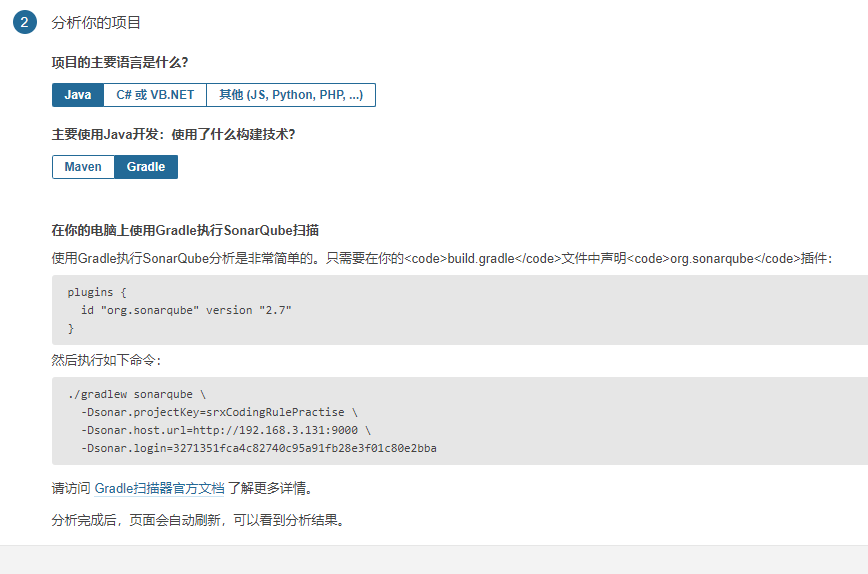 2 分析你的项目
项目的主要语言是什么？
Java C# 或 VB.NET 其他 (JS, Python, PHP, ...)
主要使用Java开发：使用了什么构建技术？
Maven Gradle
在你的电脑上使用Gradle执行SonarQube扫描
使用Gradle执行SonarQube分析是非常简单的。只需要在你的<code>build.gradle</code>文件中声明<code>org.sonarqube</code>插件：
plugins {
  id "org.sonarqube" version "2.7"
}
然后执行如下命令：
./gradlew sonarqube \
  -Dsonar.projectKey=srxCodingRulePractise \
  -Dsonar.host.url=http://192.168.3.131:9000 \
  -Dsonar.login=3271351fca4c82740c95a91fb28e3f01c80e2bba
请访问 Gradle扫描器官方文档 了解更多详情。
分析完成后，页面会自动刷新，可以看到分析结果。